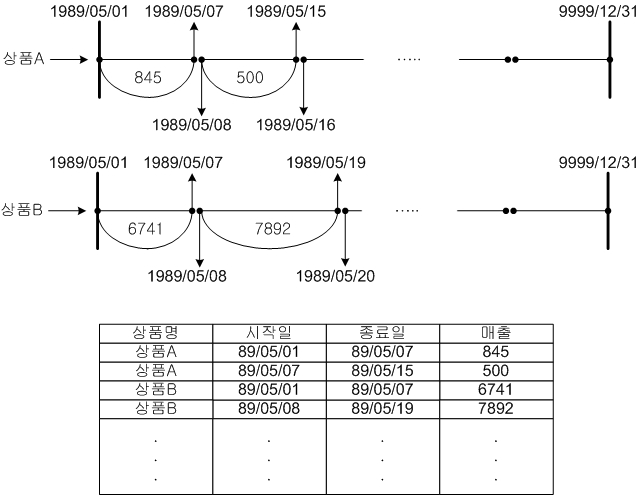 1989/05/01 1989/05/07 1989/05/15 9999/12/31
상품A 845 500 .....
1989/05/08 1989/05/16
1989/05/01 1989/05/07 1989/05/19 9999/12/31
상품B 6741 7892 .....
1989/05/08 1989/05/20
상품명 시작일 종료일 매출
상품A 89/05/01 89/05/07 845
상품A 89/05/07 89/05/15 500
상품B 89/05/01 89/05/07 6741
상품B 89/05/08 89/05/19 7892
. . . .
. . . .
. . . .